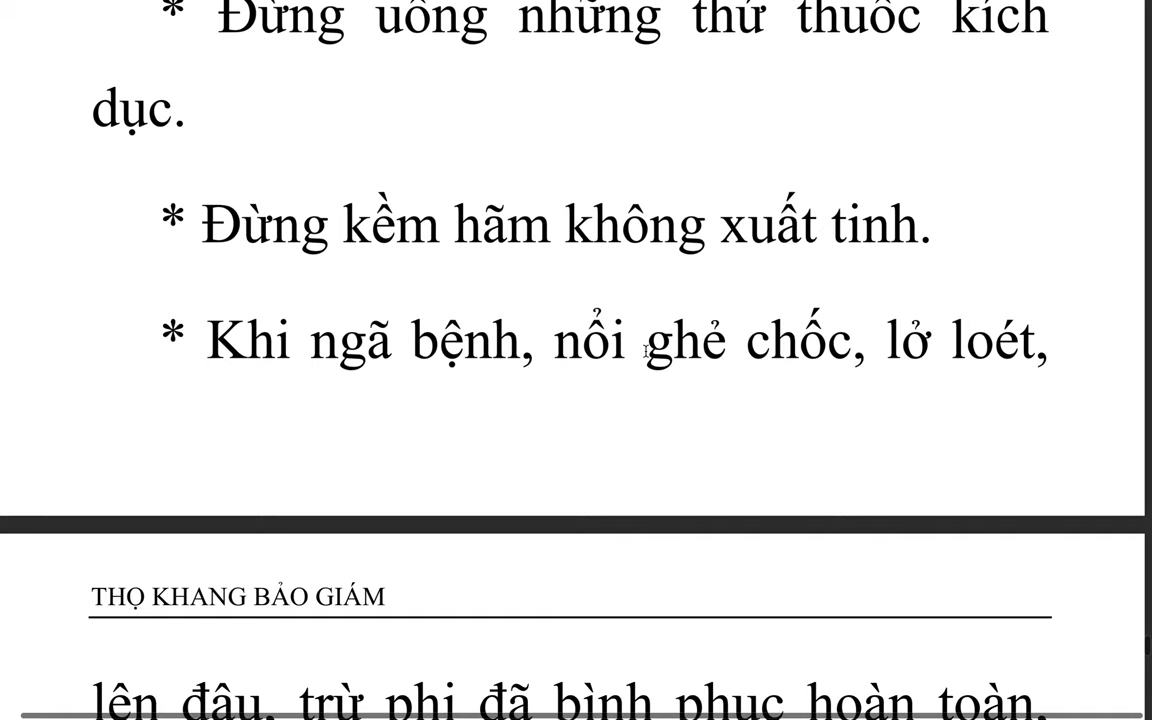 * Đừng uống những thứ thuốc kích
dục.
* Đừng kềm hãm không xuất tinh.
* Khi ngã bệnh, nổi ghẻ chốc, lở loét,
THỌ KHANG BẢO GIÁM
lên đậu, trừ phi đã bình phục hoàn toàn,